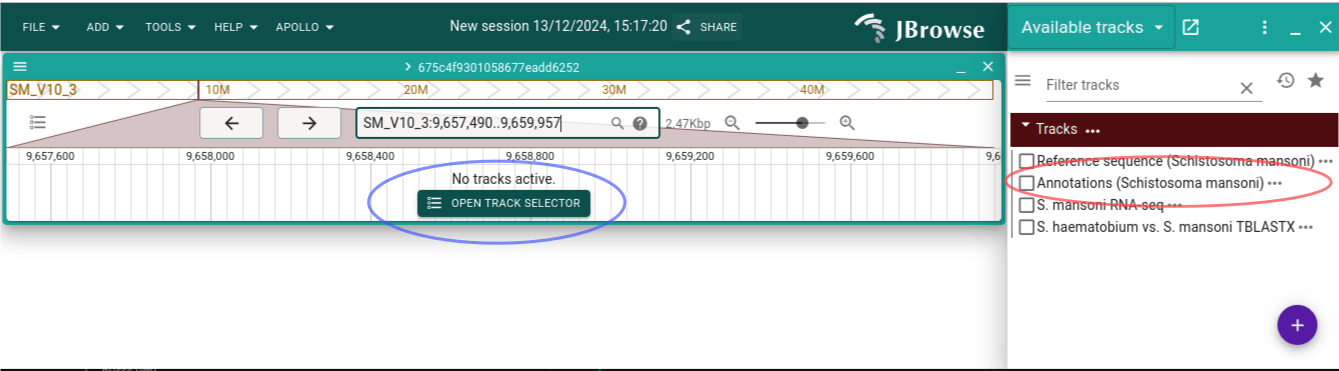 FILE ADD TOOLS HELP APOLLO New session 13/12/2024, 15:17:20 SHARE JBrowse
675c4f9301058677eadd6252
SM_V10_3 10M 20M 30M 40M
SM_V10_3:9,657,490..9,659,957 2.47Kbp
9,657,600 9,658,000 9,658,400 9,658,800 9,659,200 9,659,600 9,6
No tracks active.
OPEN TRACK SELECTOR
Available tracks
Filter tracks
Tracks
Reference sequence (Schistosoma mansoni)
Annotations (Schistosoma mansoni)
S. mansoni RNA-seq
S. haematobium vs. S. mansoni TBLASTX